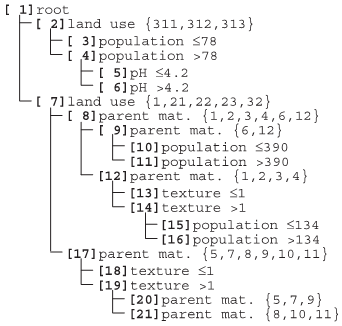 [ 1]root
[ 2]land use {311,312,313}
[ 3]population ≤78
[ 4]population >78
[ 5]pH ≤4.2
[ 6]pH >4.2
[ 7]land use {1,21,22,23,32}
[ 8]parent mat. {1,2,3,4,6,12}
[ 9]parent mat. {6,12}
[10]population ≤390
[11]population >390
[12]parent mat. {1,2,3,4}
[13]texture ≤1
[14]texture >1
[15]population ≤134
[16]population >134
[17]parent mat. {5,7,8,9,10,11}
[18]texture ≤1
[19]texture >1
[20]parent mat. {5,7,9}
[21]parent mat. {8,10,11}